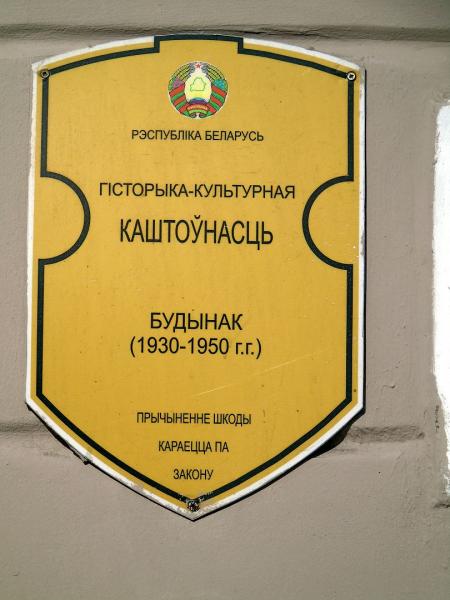 РЭСПУБЛІКА БЕЛАРУСЬ
ГІСТОРЫКА-КУЛЬТУРНАЯ
КАШТОЎНАСЦЬ
БУДЫНАК
(1930-1950 г.г.)
ПРЫЧЫНЕННЕ ШКОДЫ
КАРАЕЦЦА ПА
ЗАКОНУ